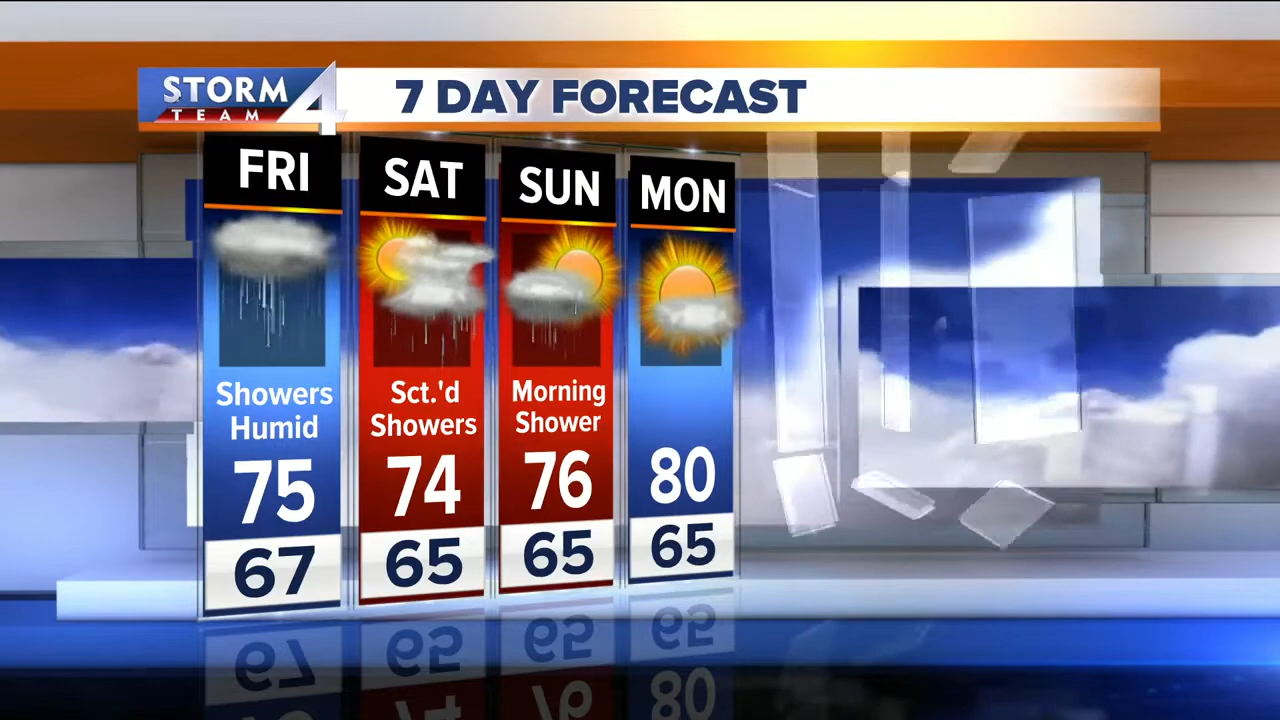 STORM
TEAM 4
7 DAY FORECAST
FRI
SAT
SUN
MON
Showers
Humid
Sct.'d
Showers
Morning
Shower
75
74
76
80
67
65
65
65